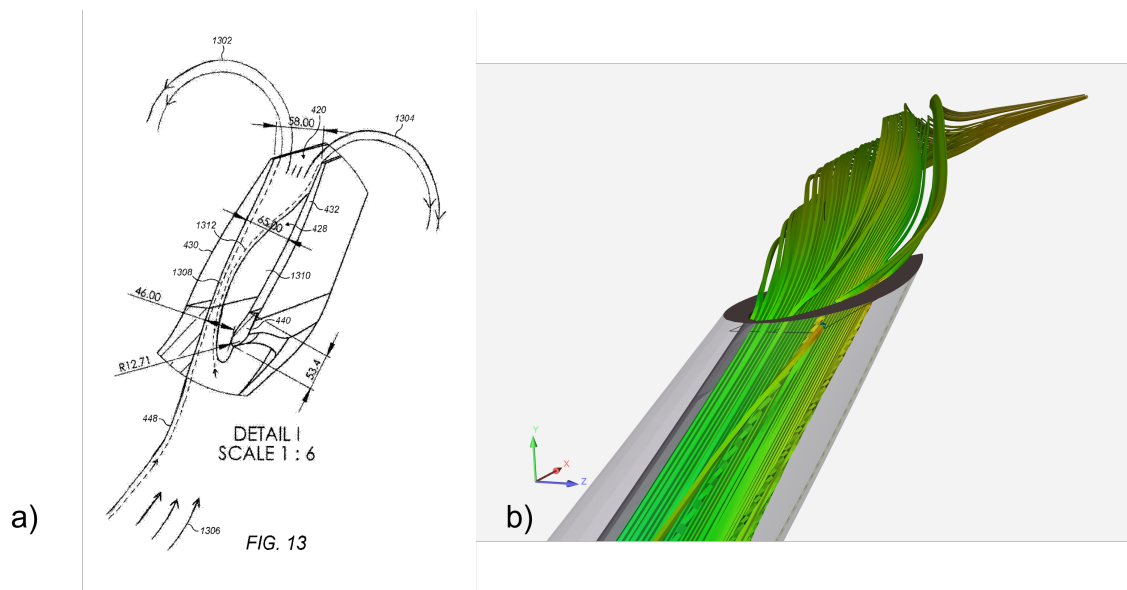 a)
1302
58.00
420
1304
432
65.00
428
1312
430
1308
1310
46.00
440
R12.71
53.4
448
DETAIL I
SCALE 1 : 6
1306
FIG. 13
b)
Y
X
Z